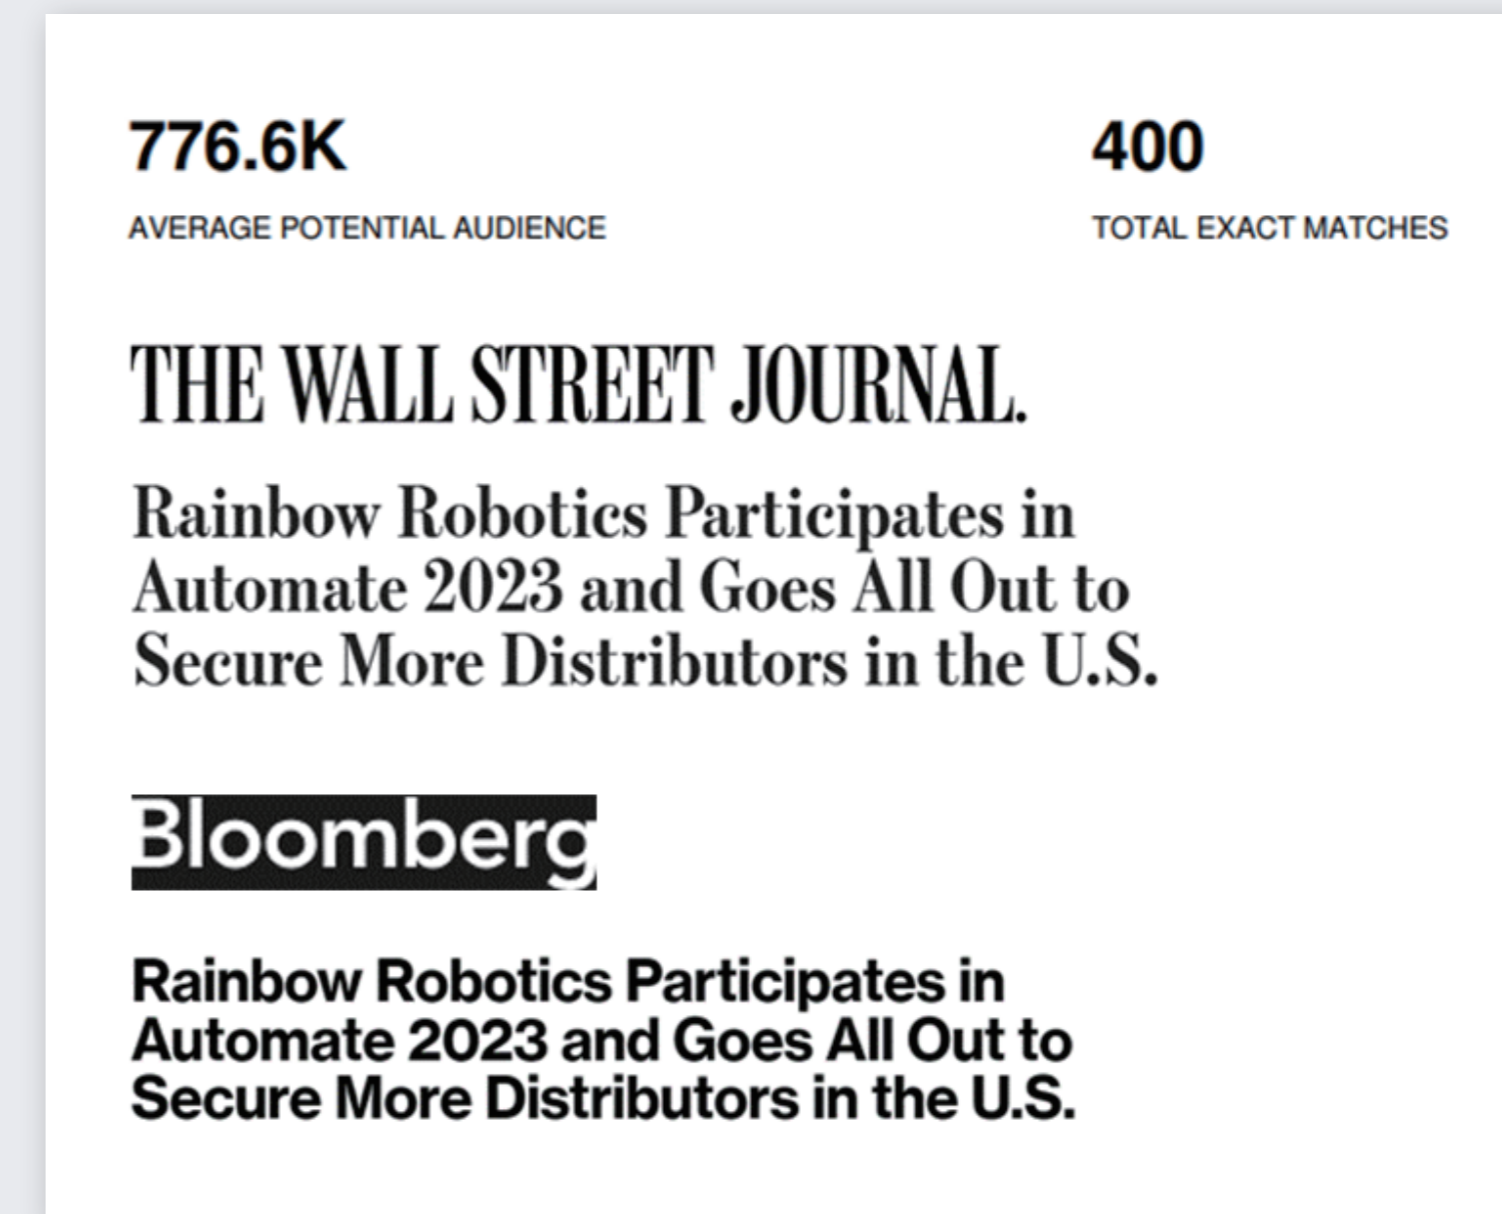 776.6K
400
AVERAGE POTENTIAL AUDIENCE
TOTAL EXACT MATCHES
THE WALL STREET JOURNAL.
Rainbow Robotics Participates in
Automate 2023 and Goes All Out to
Secure More Distributors in the U.S.
Bloomberg
Rainbow Robotics Participates in
Automate 2023 and Goes All Out to
Secure More Distributors in the U.S.